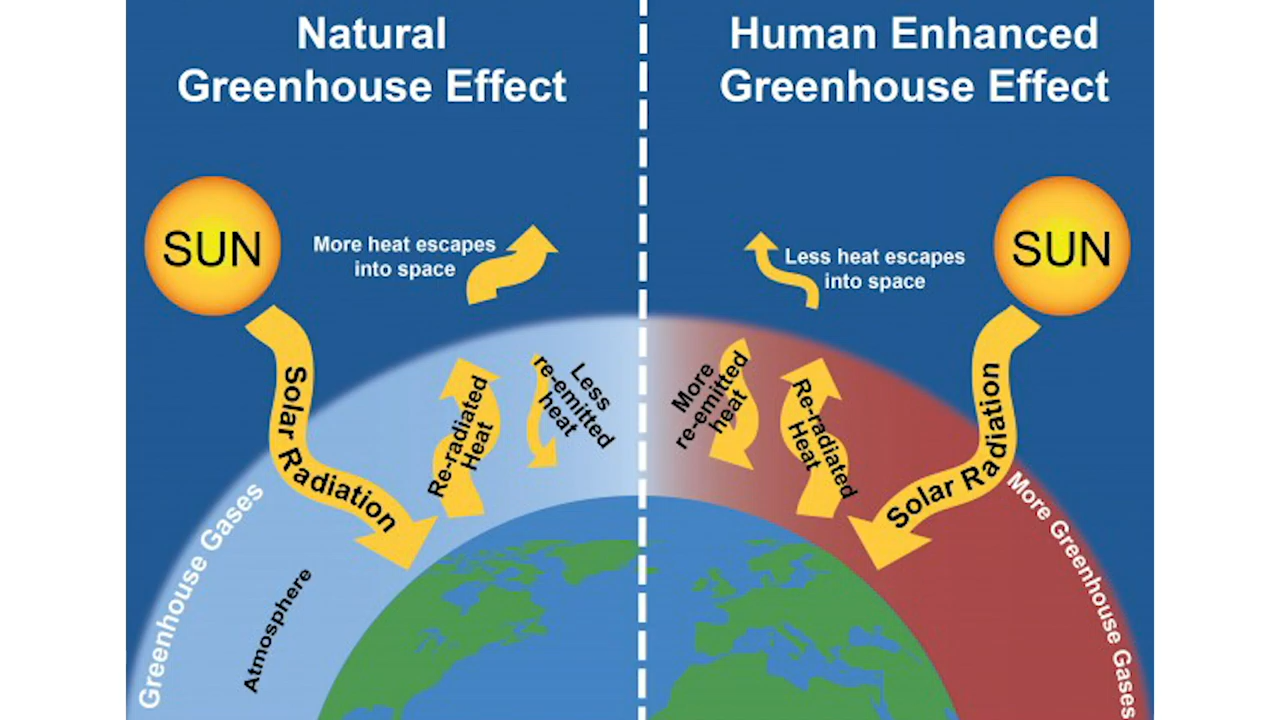 Natural
Greenhouse Effect
SUN
More heat escapes
into space
Solar Radiation
Re-radiated
Heat
Less
re-emitted
heat
Greenhouse Gases
Atmosphere
Human Enhanced
Greenhouse Effect
SUN
Less heat escapes
into space
More
re-emitted
heat
Re-radiated
Heat
Solar Radiation
More Greenhouse Gases